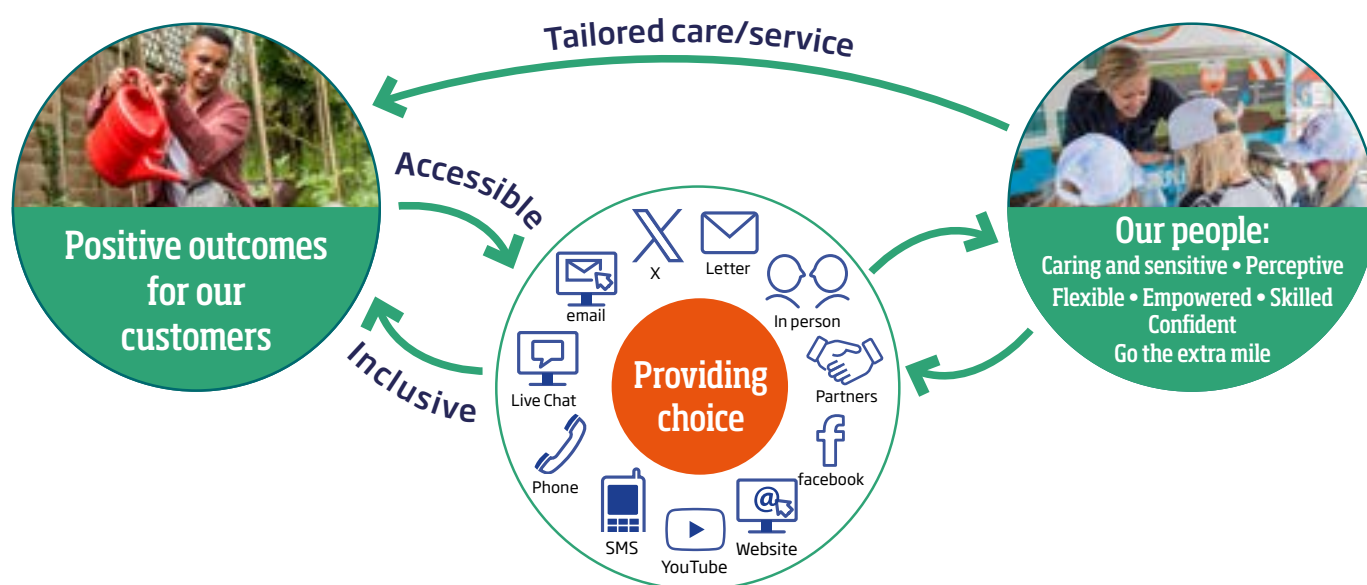 Tailored care/service
Accessible
Inclusive
Positive outcomes
for our
customers
X
Letter
email
In person
Live Chat
Partners
Phone
facebook
SMS
Website
YouTube
Providing
choice
Our people:
Caring and sensitive • Perceptive
Flexible • Empowered • Skilled
Confident
Go the extra mile